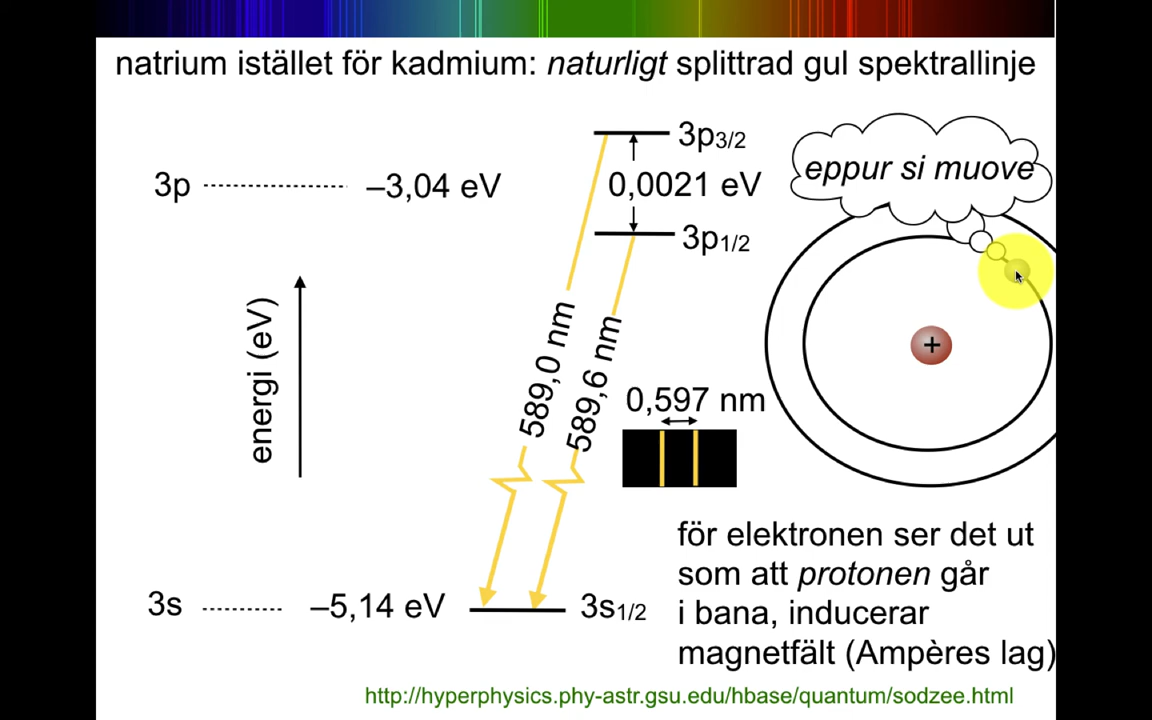 natrium istället för kadmium: naturligt splittrad gul spektrallinje
3p3/2
eppur si muove
3p
–3,04 eV
0,0021 eV
3p1/2
energi (eV)
589,0 nm
589,6 nm
0,597 nm
+
för elektronen ser det ut
som att protonen går
i bana, inducerar
magnetfält (Ampères lag)
3s
–5,14 eV
3s1/2
http://hyperphysics.phy-astr.gsu.edu/hbase/quantum/sodzee.html